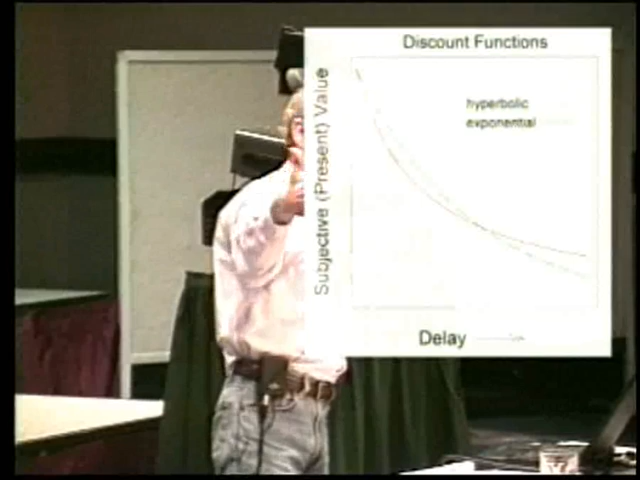 Discount Functions
Subjective (Present) Value
hyperbolic
exponential
Delay